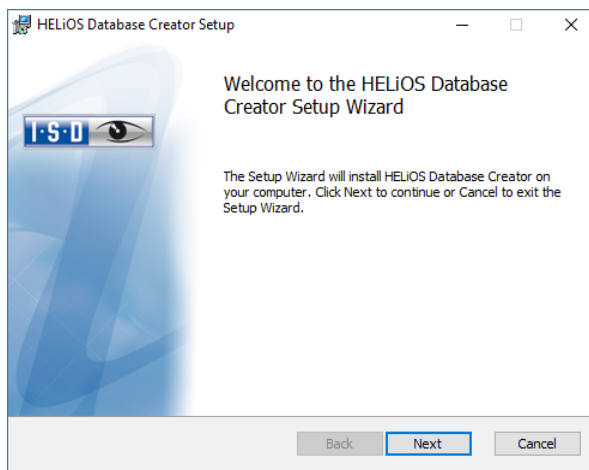 HELiOS Database Creator Setup
Welcome to the HELiOS Database
Creator Setup Wizard
I·S·D
The Setup Wizard will install HELiOS Database Creator on
your computer. Click Next to continue or Cancel to exit the
Setup Wizard.
Back Next Cancel